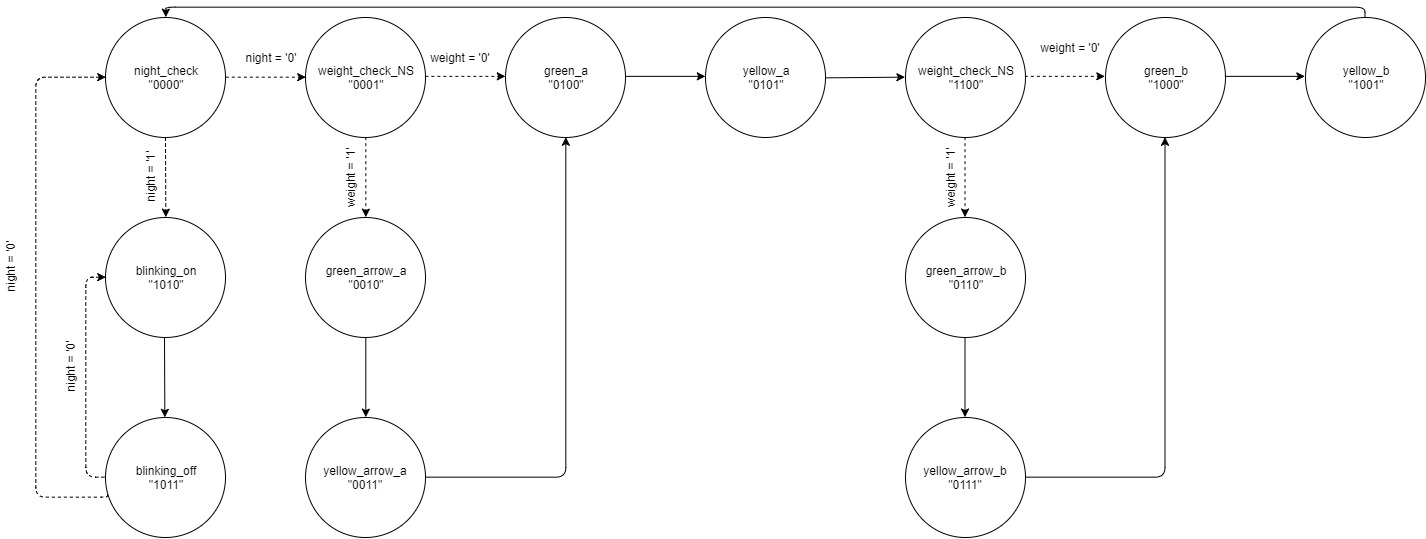 night_check
"0000"
night = '0'
weight_check_NS
"0001"
weight = '0'
green_a
"0100"
yellow_a
"0101"
weight_check_NS
"1100"
weight = '0'
green_b
"1000"
yellow_b
"1001"
night = '1'
weight = '1'
weight = '1'
night = '0'
blinking_on
"1010"
green_arrow_a
"0010"
green_arrow_b
"0110"
night = '0'
blinking_off
"1011"
yellow_arrow_a
"0011"
yellow_arrow_b
"0111"